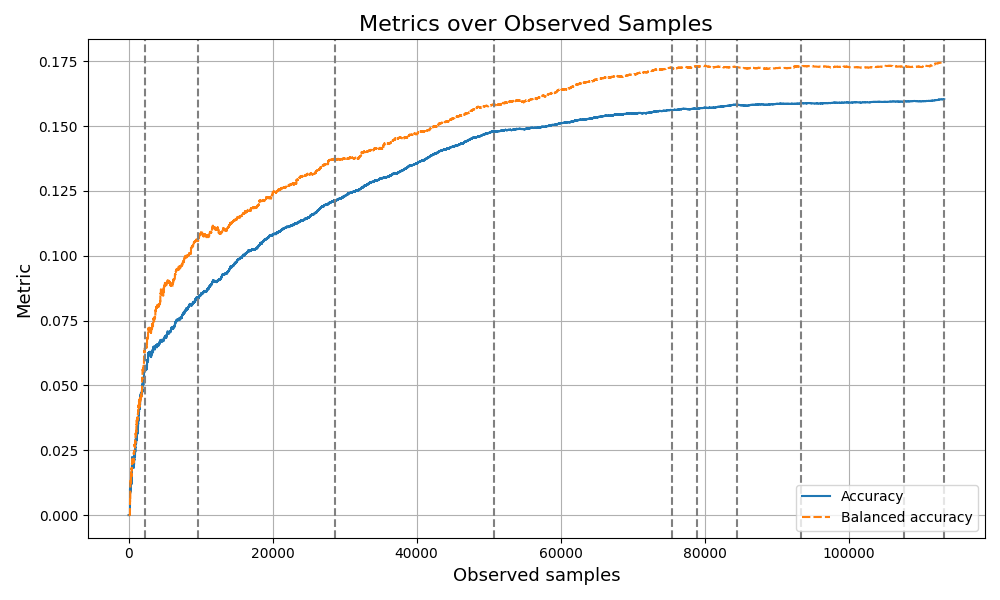 Metrics over Observed Samples
Metric
0.175
0.150
0.125
0.100
0.075
0.050
0.025
0.000
0 20000 40000 60000 80000 100000
Observed samples
Accuracy
Balanced accuracy